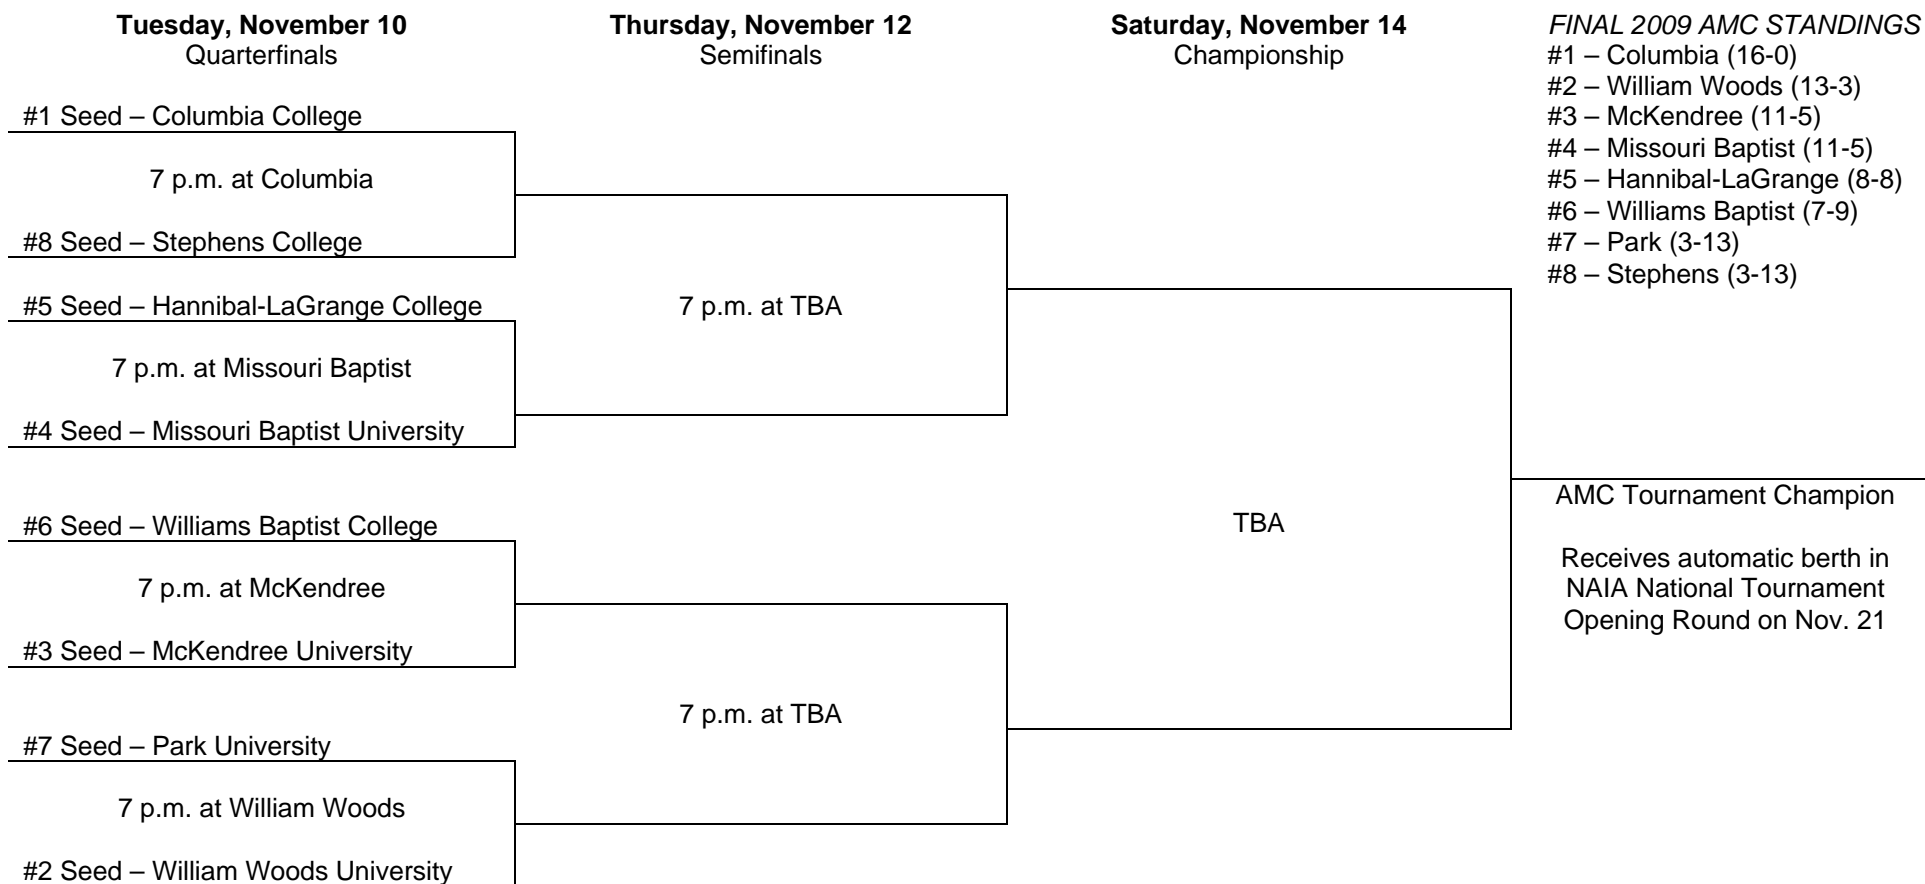 Tuesday, November 10
Quarterfinals
#1 Seed – Columbia College
7 p.m. at Columbia
#8 Seed – Stephens College
#5 Seed – Hannibal-LaGrange College
7 p.m. at Missouri Baptist
#4 Seed – Missouri Baptist University
#6 Seed – Williams Baptist College
7 p.m. at McKendree
#3 Seed – McKendree University
#7 Seed – Park University
7 p.m. at William Woods
#2 Seed – William Woods University
Thursday, November 12
Semifinals
7 p.m. at TBA
7 p.m. at TBA
Saturday, November 14
Championship
TBA
FINAL 2009 AMC STANDINGS
#1 – Columbia (16-0)
#2 – William Woods (13-3)
#3 – McKendree (11-5)
#4 – Missouri Baptist (11-5)
#5 – Hannibal-LaGrange (8-8)
#6 – Williams Baptist (7-9)
#7 – Park (3-13)
#8 – Stephens (3-13)
AMC Tournament Champion
Receives automatic berth in
NAIA National Tournament
Opening Round on Nov. 21